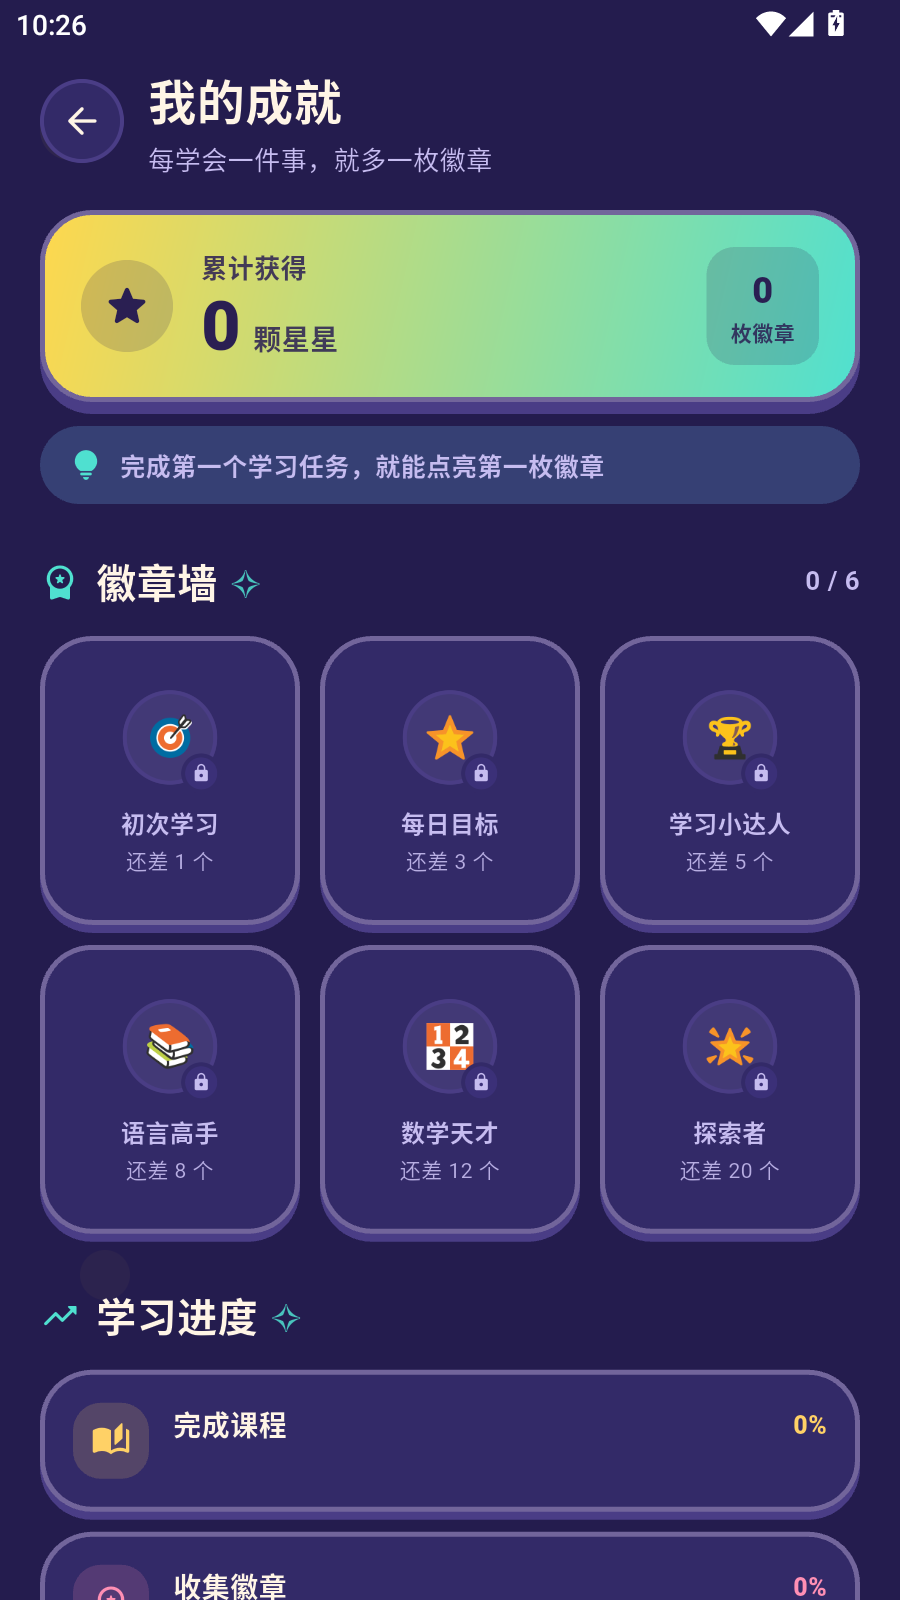 10:26
我的成就
每学会一件事，就多一枚徽章
累计获得
0 颗星星
0
枚徽章
完成第一个学习任务，就能点亮第一枚徽章
徽章墙
0 / 6
初次学习
还差 1 个
每日目标
还差 3 个
学习小达人
还差 5 个
语言高手
还差 8 个
1 2
3 4
数学天才
还差 12 个
探索者
还差 20 个
学习进度
完成课程
0%
收集徽章
0%